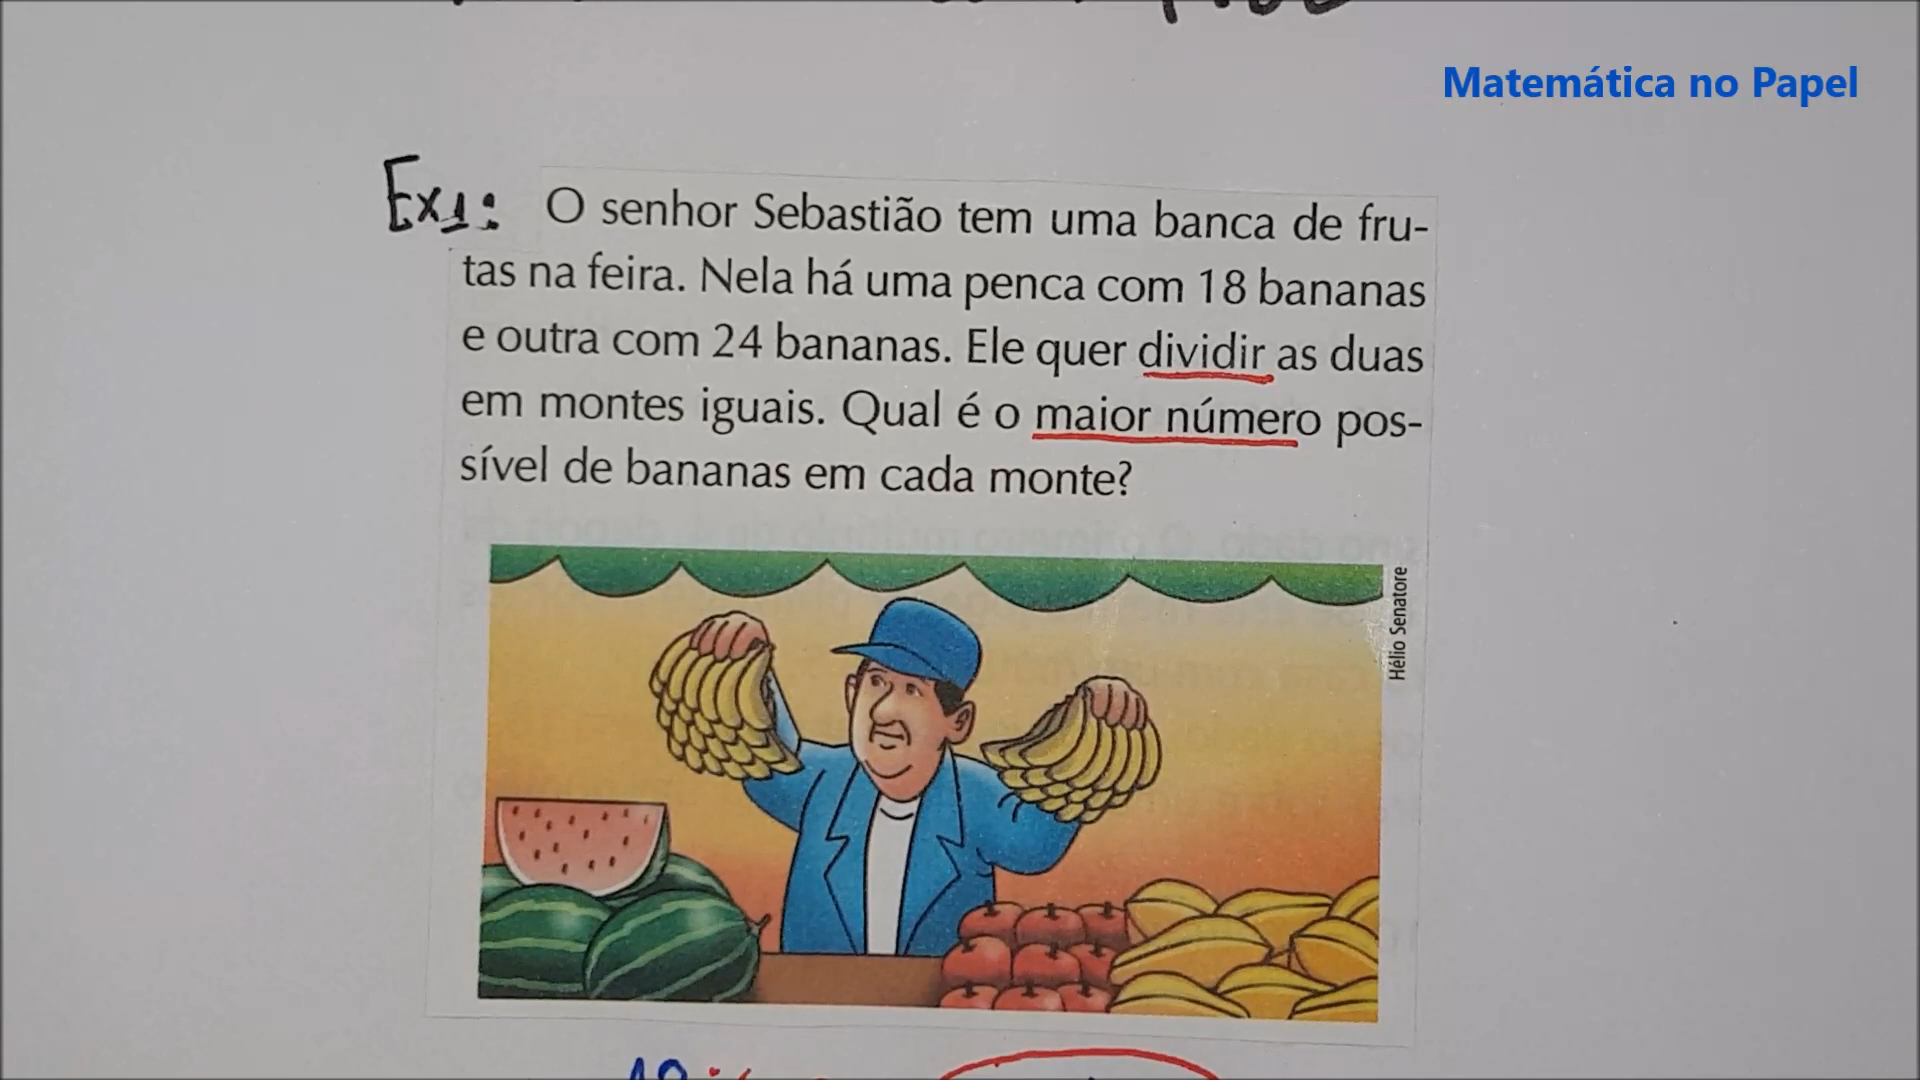 Matemática no Papel
Ex1: O senhor Sebastião tem uma banca de fru-
tas na feira. Nela há uma penca com 18 bananas
e outra com 24 bananas. Ele quer dividir as duas
em montes iguais. Qual é o maior número pos-
sível de bananas em cada monte?
Hélio Senatore